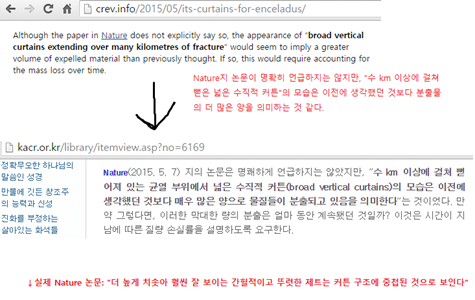 crev.info/2015/05/its-curtains-for-enceladus/
Although the paper in Nature does not explicitly say so, the appearance of "broad vertical
curtains extending over many kilometres of fracture" would seem to imply a greater
volume of expelled material than previously thought. If so, this would require accounting for
the mass loss over time.
Nature지 논문이 명확히 언급하지는 않지만, "수 km 이상에 걸쳐
뻗은 넓은 수직적 커튼"의 모습은 이전에 생각했던 것보다 분출물
의 더 많은 양을 의미하는 것 같다.
kacr.or.kr/library/itemview.asp?no=6169
정확무오한 하나님의
말씀인 성경
만물에 깃든 창조주
의 능력과 신성
진화를 부정하는
살아있는 화석들
Nature(2015. 5. 7) 지의 논문은 명쾌하게 언급하지는 않았지만, "수 km 이상에 걸쳐 뻗
어져 있는 균열 부위에서 넓은 수직적 커튼(broad vertical curtains)의 모습은 이전에
생각했던 것보다 매우 많은 양으로 물질들이 분출되고 있음을 의미한다"는 것이었다. 만
약 그렇다면, 이러한 막대한 량의 분출은 얼마 동안 계속됐던 것일까? 이것은 시간이 지
남에 따른 질량 손실률을 설명하도록 요구한다.
↓실제 Nature 논문: "더 높게 치솟아 훨씬 잘 보이는 간헐적이고 뚜렷한 제트는 커튼 구조에 중첩된 것으로 보인다"